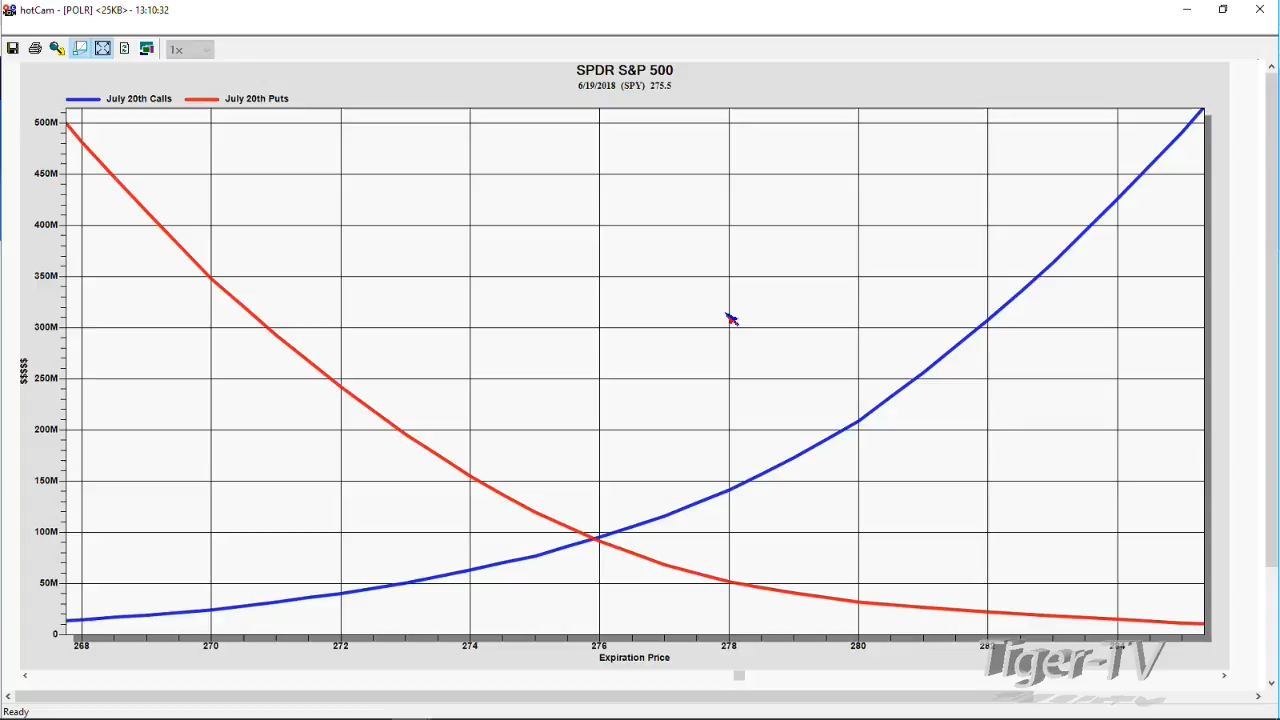 hotCam - [POLR] <25KB> - 13:10:32
1x
SPDR S&P 500
6/19/2018 (SPY) 275.5
July 20th Calls July 20th Puts
500M
450M
400M
350M
300M
250M
200M
150M
100M
50M
0
$$$$$
268 270 272 274 276 278 280 282 284
Expiration Price
Tiger-TV
Ready